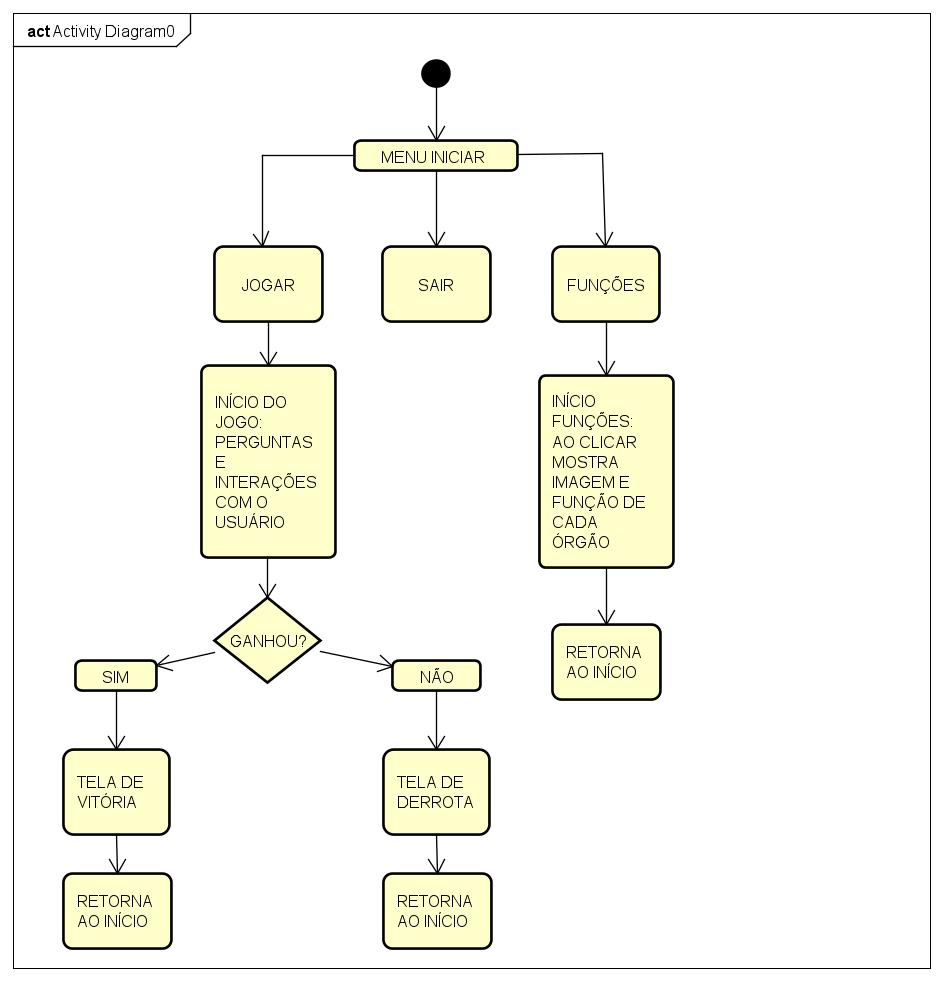 act Activity Diagram0
MENU INICIAR
JOGAR
SAIR
FUNÇÕES
INÍCIO DO
JOGO:
PERGUNTAS
E
INTERAÇÕES
COM O
USUÁRIO
INÍCIO
FUNÇÕES:
AO CLICAR
MOSTRA
IMAGEM E
FUNÇÃO DE
CADA
ÓRGÃO
GANHOU?
SIM
NÃO
RETORNA
AO INÍCIO
TELA DE
VITÓRIA
TELA DE
DERROTA
RETORNA
AO INÍCIO
RETORNA
AO INÍCIO